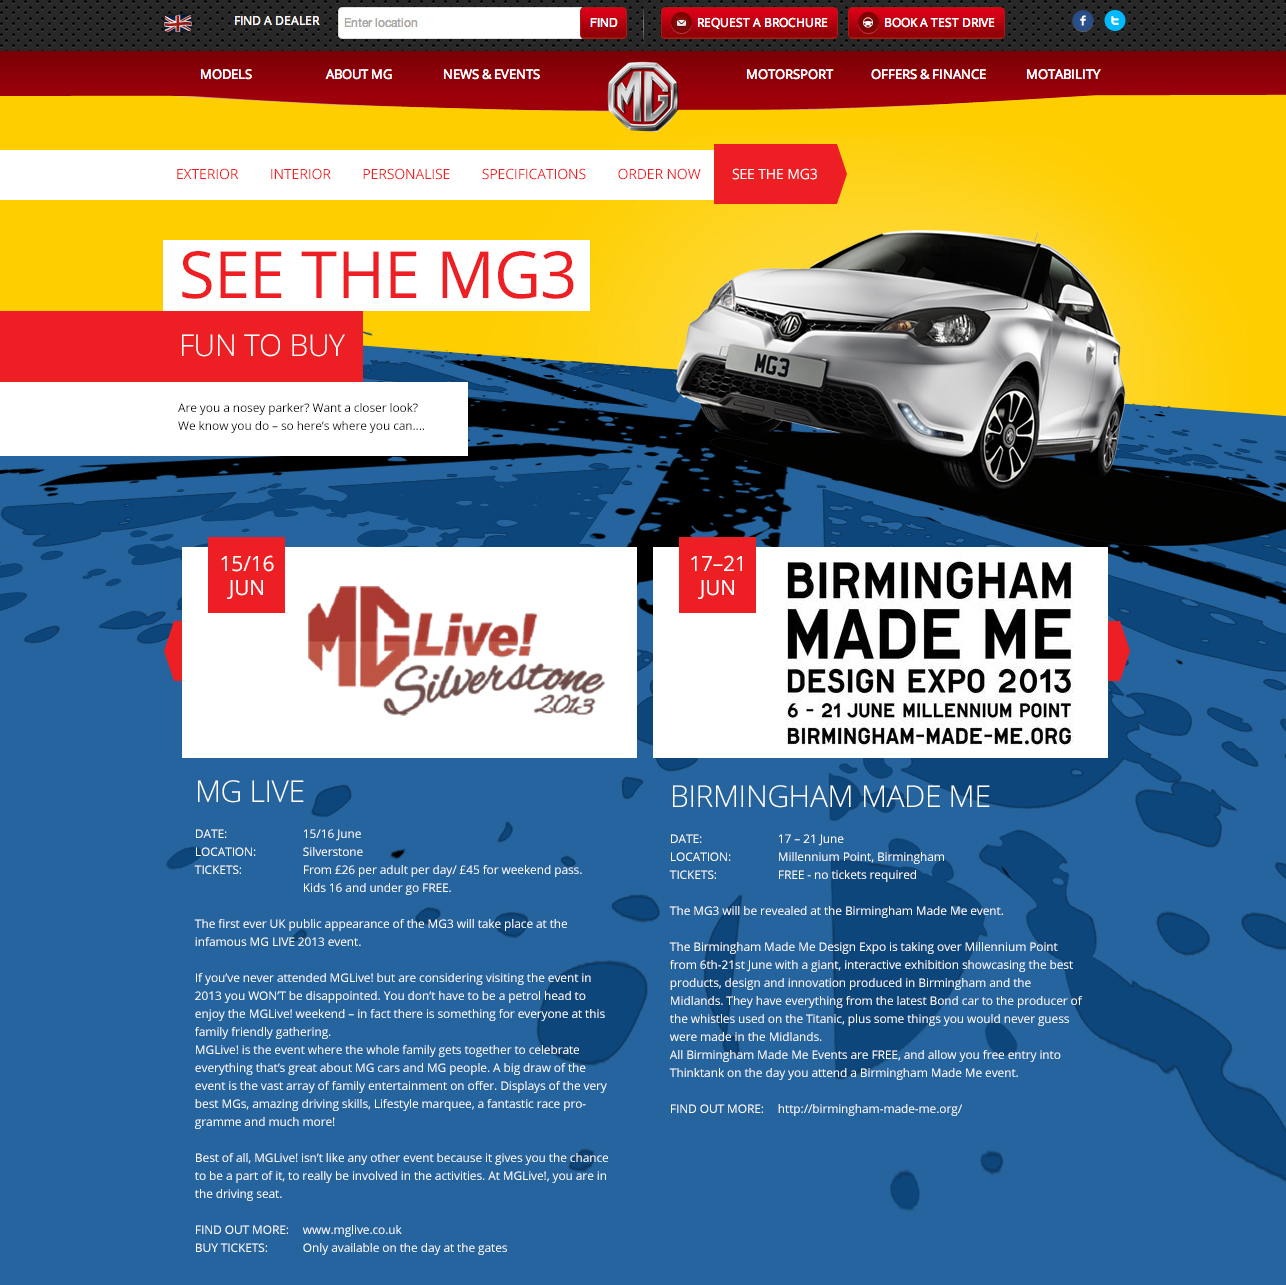 FIND A DEALER
Enter location
FIND
REQUEST A BROCHURE
BOOK A TEST DRIVE
f
t
MODELS
ABOUT MG
NEWS & EVENTS
MG
MOTORSPORT
OFFERS & FINANCE
MOTABILITY
EXTERIOR
INTERIOR
PERSONALISE
SPECIFICATIONS
ORDER NOW
SEE THE MG3
SEE THE MG3
FUN TO BUY
Are you a nosey parker? Want a closer look?
We know you do – so here's where you can....
MG
MG3
15/16
JUN
MG Live!
Silverstone
2013
17–21
JUN
BIRMINGHAM
MADE ME
DESIGN EXPO 2013
6 - 21 JUNE MILLENNIUM POINT
BIRMINGHAM-MADE-ME.ORG
MG LIVE
DATE: 15/16 June
LOCATION: Silverstone
TICKETS: From £26 per adult per day/ £45 for weekend pass.
Kids 16 and under go FREE.
The first ever UK public appearance of the MG3 will take place at the
infamous MG LIVE 2013 event.
If you've never attended MGLive! but are considering visiting the event in
2013 you WON'T be disappointed. You don't have to be a petrol head to
enjoy the MGLive! weekend – in fact there is something for everyone at this
family friendly gathering.
MGLive! is the event where the whole family gets together to celebrate
everything that's great about MG cars and MG people. A big draw of the
event is the vast array of family entertainment on offer. Displays of the very
best MGs, amazing driving skills, Lifestyle marquee, a fantastic race pro-
gramme and much more!
Best of all, MGLive! isn't like any other event because it gives you the chance
to be a part of it, to really be involved in the activities. At MGLive!, you are in
the driving seat.
FIND OUT MORE: www.mglive.co.uk
BUY TICKETS: Only available on the day at the gates
BIRMINGHAM MADE ME
DATE: 17 – 21 June
LOCATION: Millennium Point, Birmingham
TICKETS: FREE - no tickets required
The MG3 will be revealed at the Birmingham Made Me event.
The Birmingham Made Me Design Expo is taking over Millennium Point
from 6th-21st June with a giant, interactive exhibition showcasing the best
products, design and innovation produced in Birmingham and the
Midlands. They have everything from the latest Bond car to the producer of
the whistles used on the Titanic, plus some things you would never guess
were made in the Midlands.
All Birmingham Made Me Events are FREE, and allow you free entry into
Thinktank on the day you attend a Birmingham Made Me event.
FIND OUT MORE: http://birmingham-made-me.org/